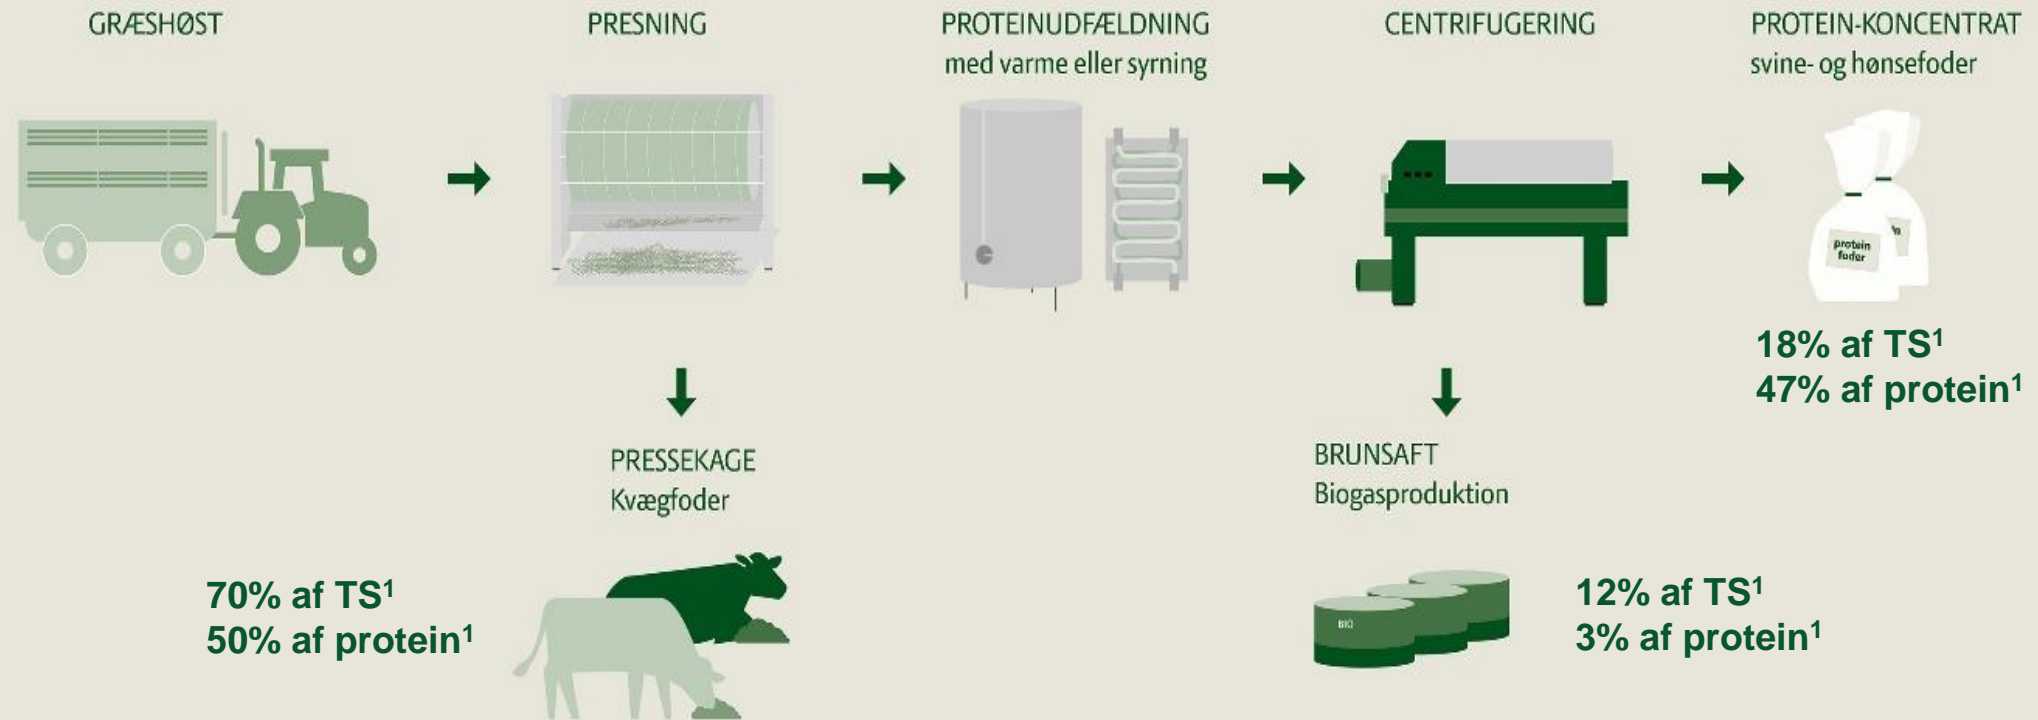 GRÆSHØST
PRESNING
PROTEINUDFÆLDNING
med varme eller syrning
CENTRIFUGERING
PROTEIN-KONCENTRAT
svine- og hønsefoder
protein
foder
18% af TS¹
47% af protein¹
PRESSEKAGE
Kvægfoder
70% af TS¹
50% af protein¹
BRUNSAFT
Biogasproduktion
BIO
12% af TS¹
3% af protein¹